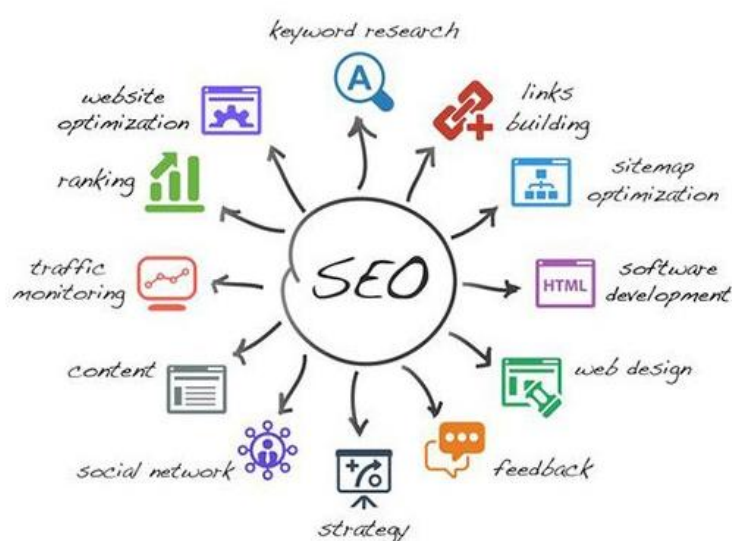 keyword research
A
links
building
sitemap
optimization
HTML
software
development
web design
feedback
strategy
social network
content
traffic
monitoring
ranking
website
optimization
SEO